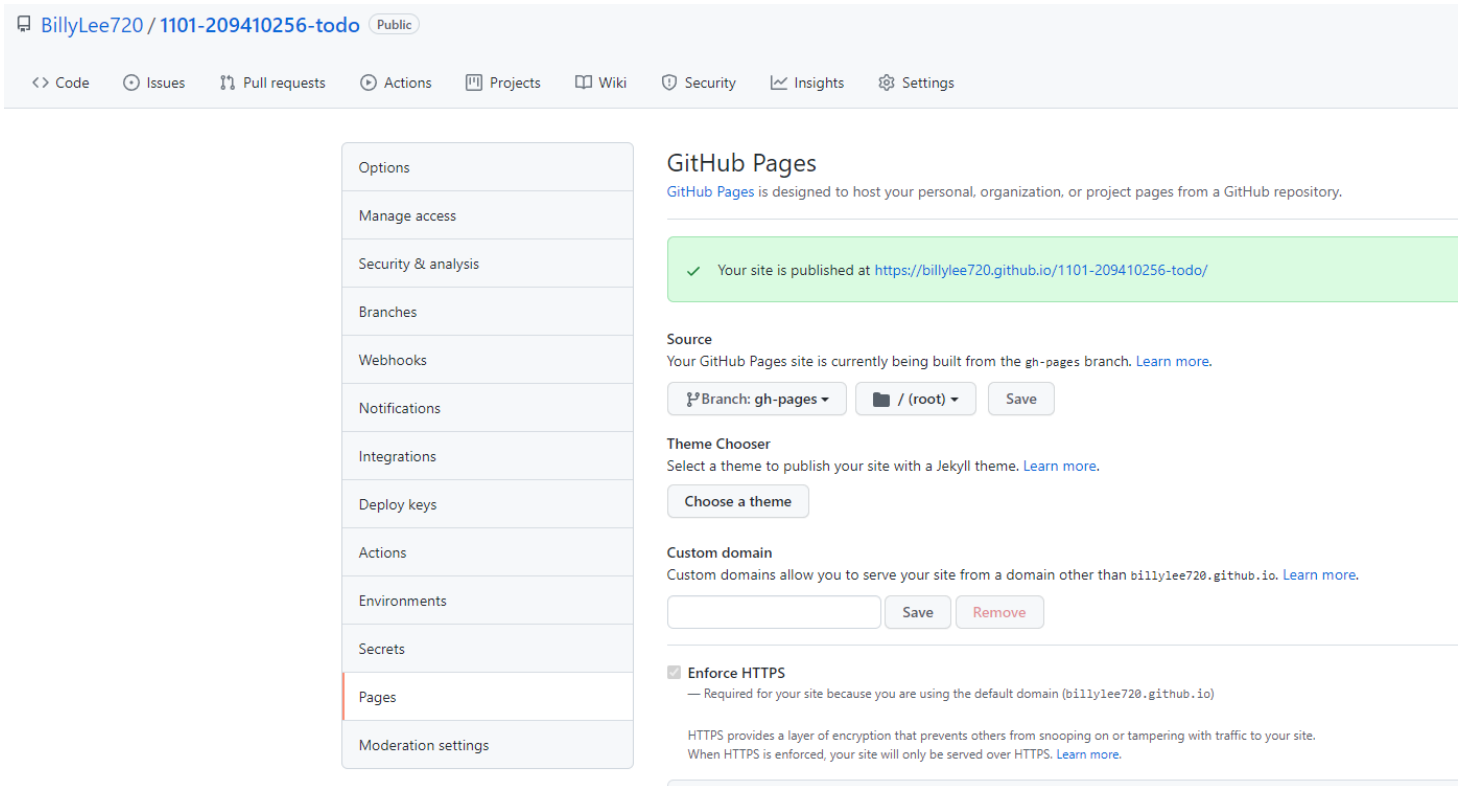 BillyLee720 / 1101-209410256-todo Public
Code Issues Pull requests Actions Projects Wiki Security Insights Settings
Options
Manage access
Security & analysis
Branches
Webhooks
Notifications
Integrations
Deploy keys
Actions
Environments
Secrets
Pages
Moderation settings
GitHub Pages
GitHub Pages is designed to host your personal, organization, or project pages from a GitHub repository.
Your site is published at https://billylee720.github.io/1101-209410256-todo/
Source
Your GitHub Pages site is currently being built from the gh-pages branch. Learn more.
Branch: gh-pages / (root) Save
Theme Chooser
Select a theme to publish your site with a Jekyll theme. Learn more.
Choose a theme
Custom domain
Custom domains allow you to serve your site from a domain other than billylee720.github.io. Learn more.
Save Remove
Enforce HTTPS
— Required for your site because you are using the default domain (billylee720.github.io)
HTTPS provides a layer of encryption that prevents others from snooping on or tampering with traffic to your site.
When HTTPS is enforced, your site will only be served over HTTPS. Learn more.